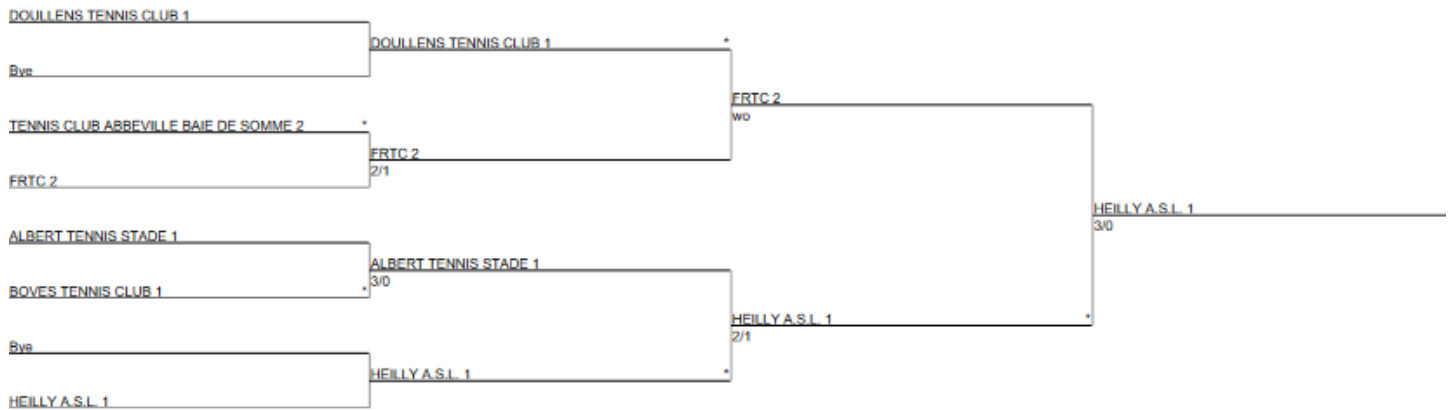 DOULLENS TENNIS CLUB 1
DOULLENS TENNIS CLUB 1 *
Bye
FRTC 2
wo
TENNIS CLUB ABBEVILLE BAIE DE SOMME 2 *
FRTC 2
2/1
FRTC 2
HEILLY A.S.L. 1
3/0
ALBERT TENNIS STADE 1
ALBERT TENNIS STADE 1
3/0
BOVES TENNIS CLUB 1 *
HEILLY A.S.L. 1 *
2/1
Bye
HEILLY A.S.L. 1 *
HEILLY A.S.L. 1